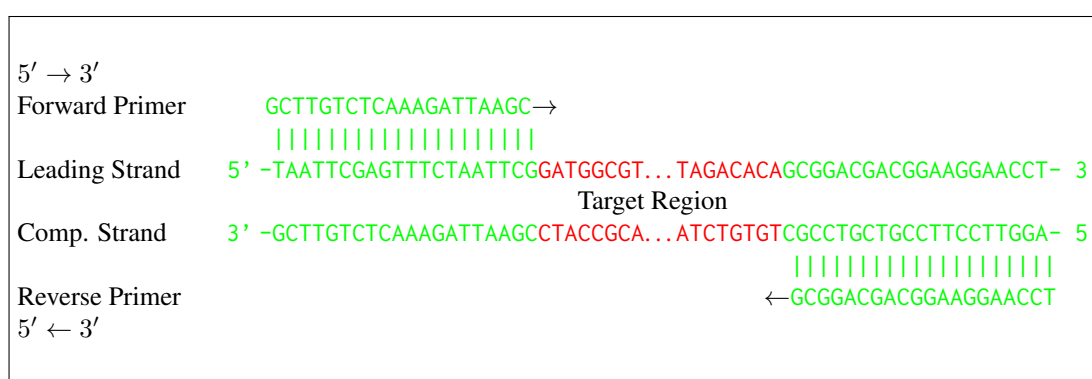 5′ → 3′
Forward Primer GCTTGTCTCAAAGATTAAGC→
||||||||||||||||||||
Leading Strand 5' -TAATTCGAGTTTCTAATTCGGATGGCGT...TAGACACAGCGGACGACGGAAGGAACCT- 3
Target Region
Comp. Strand 3' -GCTTGTCTCAAAGATTAAGCCTACCGCA...ATCTGTGTCGCCTGCTGCCTTCCTTGGA- 5
||||||||||||||||||||
Reverse Primer ←GCGGACGACGGAAGGAACCT
5′ ← 3′